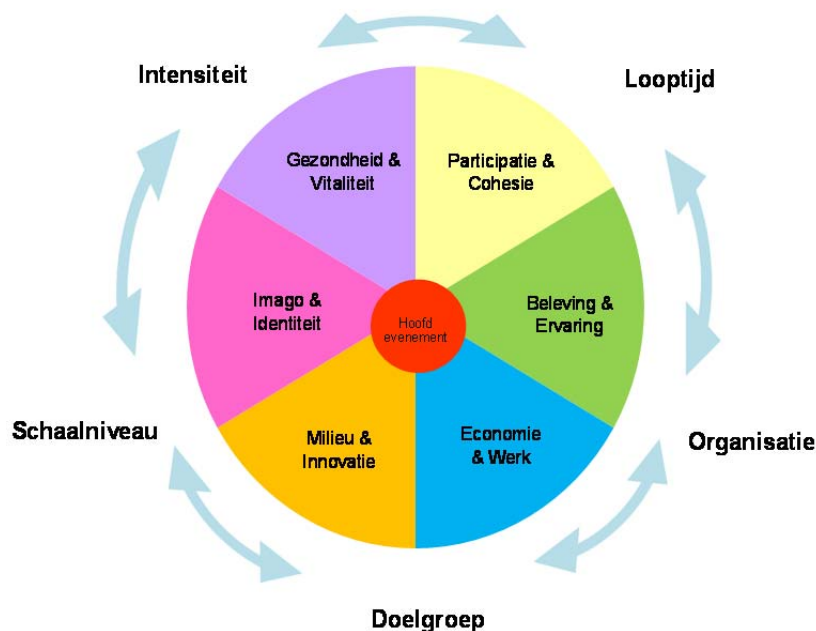 Intensiteit
Looptijd
Gezondheid &
Vitaliteit
Participatie &
Cohesie
Imago &
Identiteit
Hoofd
evenement
Beleving &
Ervaring
Schaalniveau
Milieu &
Innovatie
Economie
& Werk
Organisatie
Doelgroep